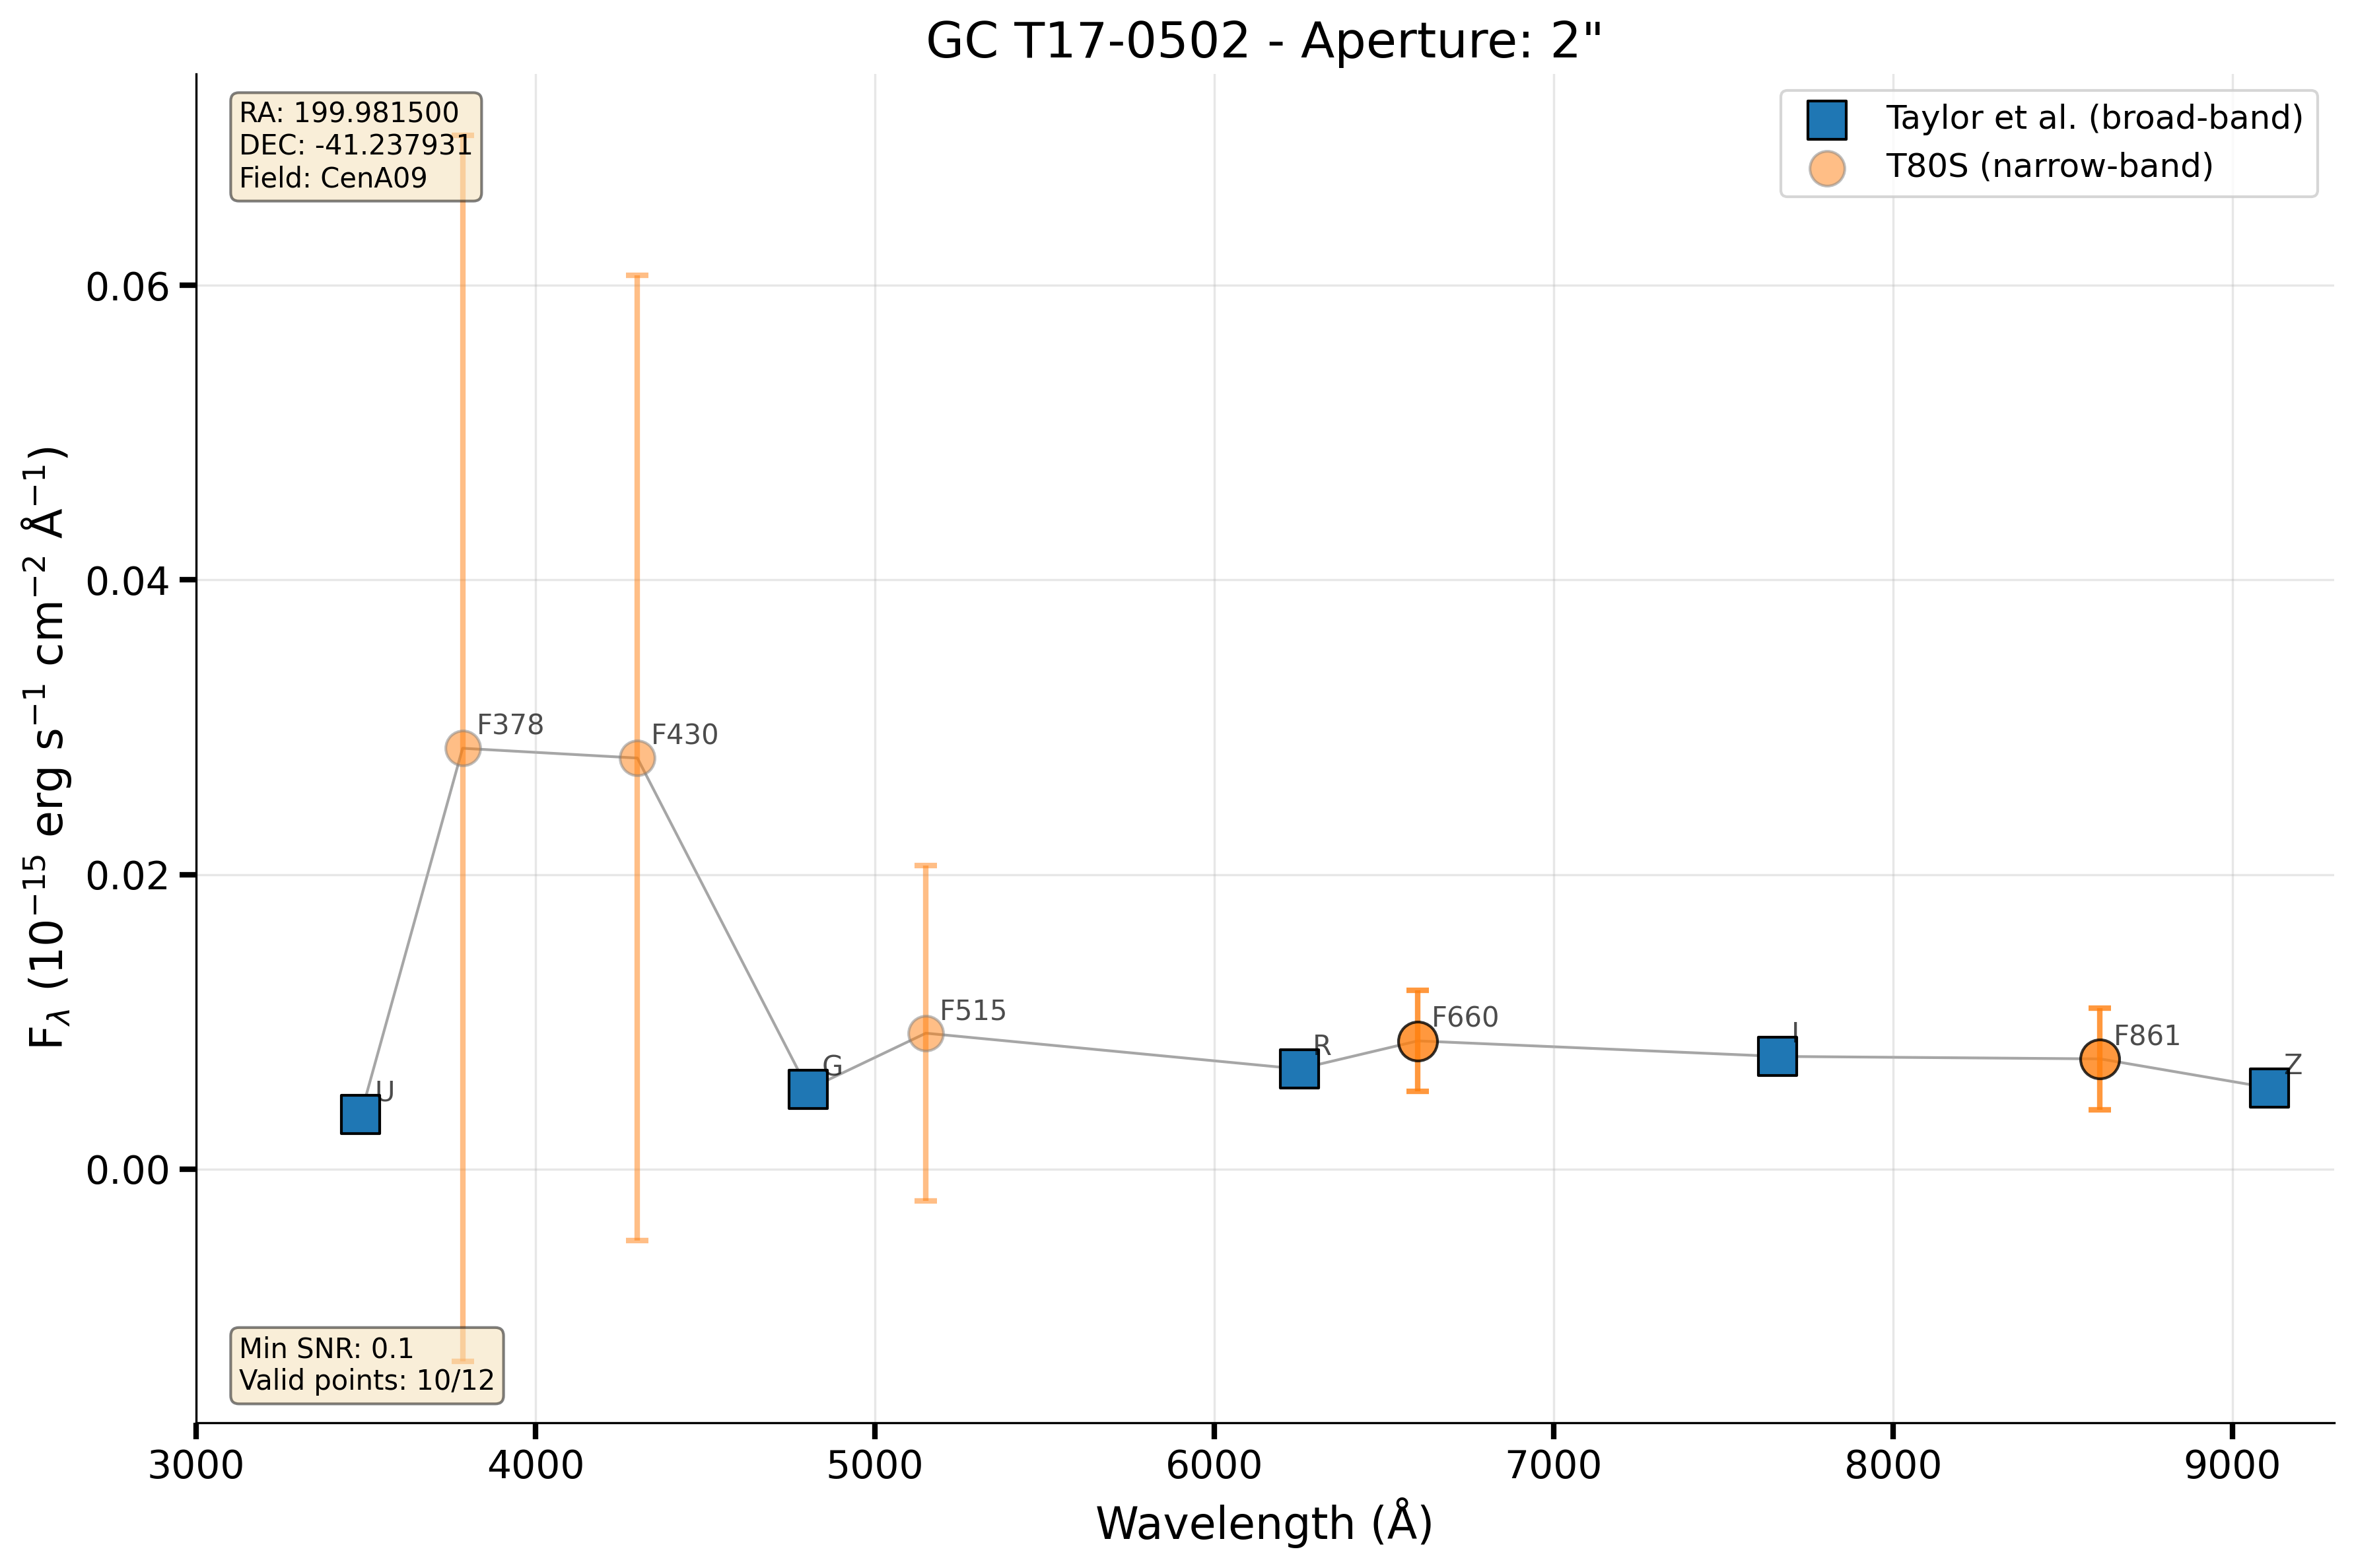 GC T17-0502 - Aperture: 2"
RA: 199.981500
DEC: -41.237931
Field: CenA09
Taylor et al. (broad-band)
T80S (narrow-band)
F_λ (10⁻¹⁵ erg s⁻¹ cm⁻² Å⁻¹)
0.06
0.04
0.02
0.00
U
F378
F430
G
F515
R
F660
I
F861
Z
Min SNR: 0.1
Valid points: 10/12
3000 4000 5000 6000 7000 8000 9000
Wavelength (Å)